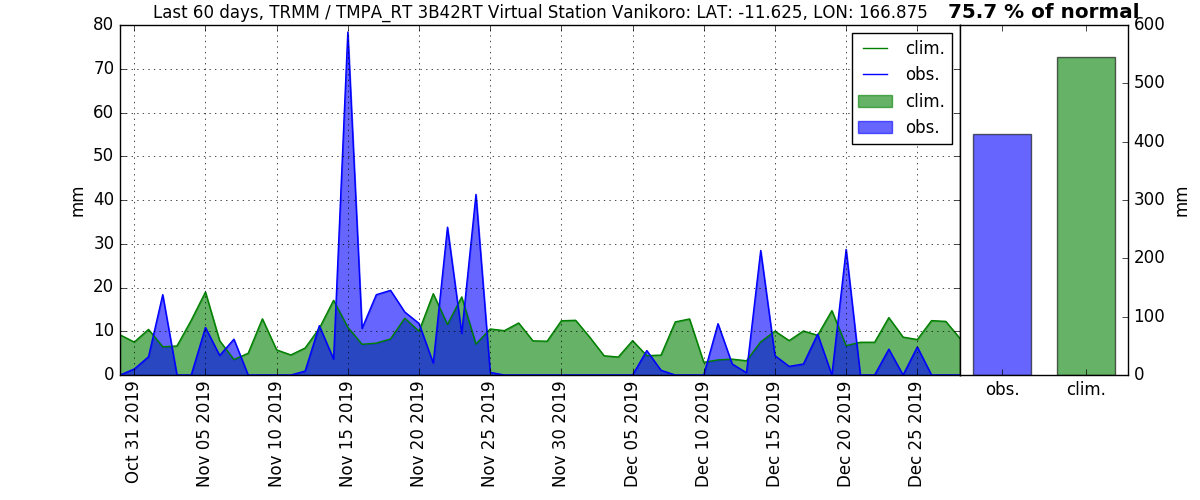 Last 60 days, TRMM / TMPA_RT 3B42RT Virtual Station Vanikoro: LAT: -11.625, LON: 166.875
75.7 % of normal
80
70
60
50
40
30
20
10
0
mm
clim.
obs.
clim.
obs.
Oct 31 2019
Nov 05 2019
Nov 10 2019
Nov 15 2019
Nov 20 2019
Nov 25 2019
Nov 30 2019
Dec 05 2019
Dec 10 2019
Dec 15 2019
Dec 20 2019
Dec 25 2019
600
500
400
300
200
100
0
mm
obs. clim.